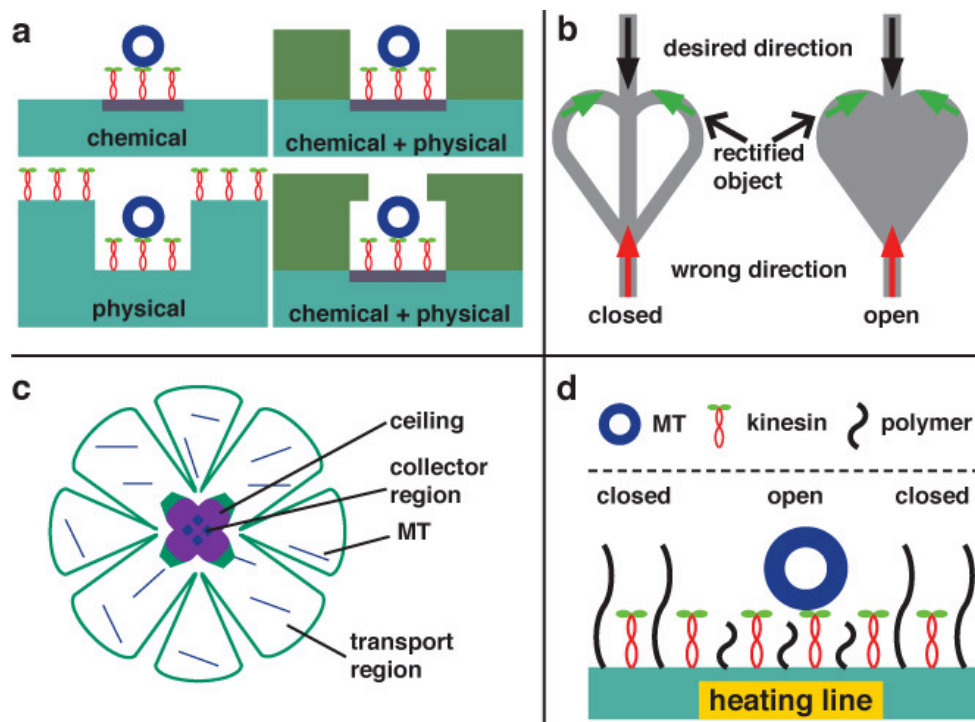 a
chemical
chemical + physical
physical
chemical + physical
b
desired direction
rectified
object
wrong direction
closed
open
c
ceiling
collector
region
MT
transport
region
d
MT
kinesin
polymer
closed
open
closed
heating line